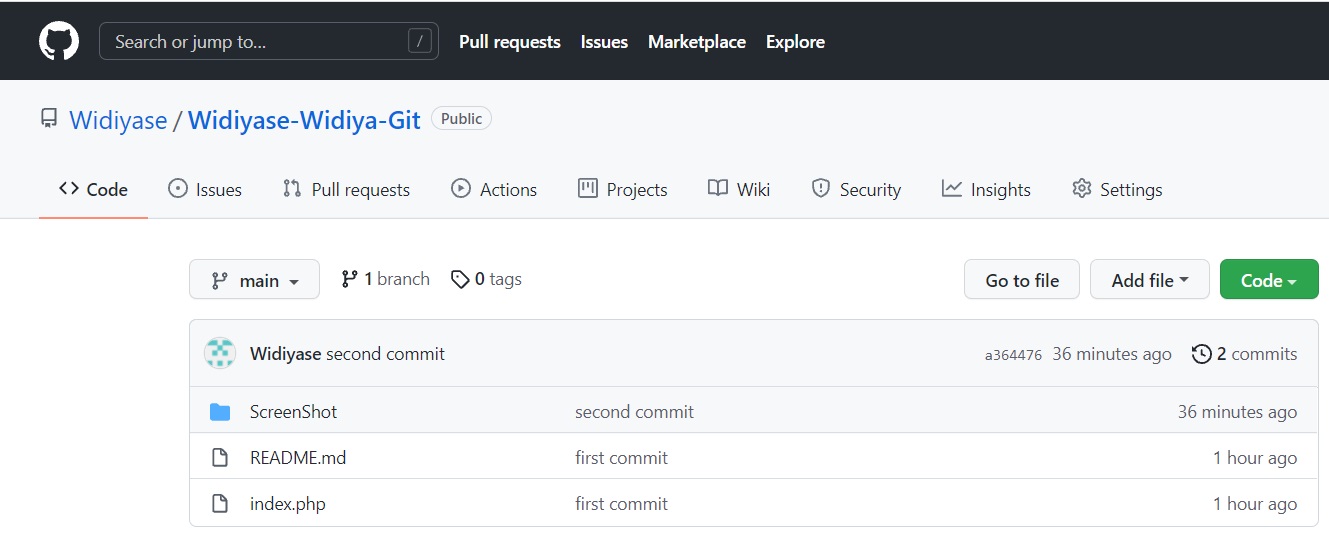 Search or jump to... / Pull requests Issues Marketplace Explore
Widiyase / Widiyase-Widiya-Git Public
<> Code Issues Pull requests Actions Projects Wiki Security Insights Settings
main 1 branch 0 tags Go to file Add file Code
Widiyase second commit a364476 36 minutes ago 2 commits
ScreenShot second commit 36 minutes ago
README.md first commit 1 hour ago
index.php first commit 1 hour ago